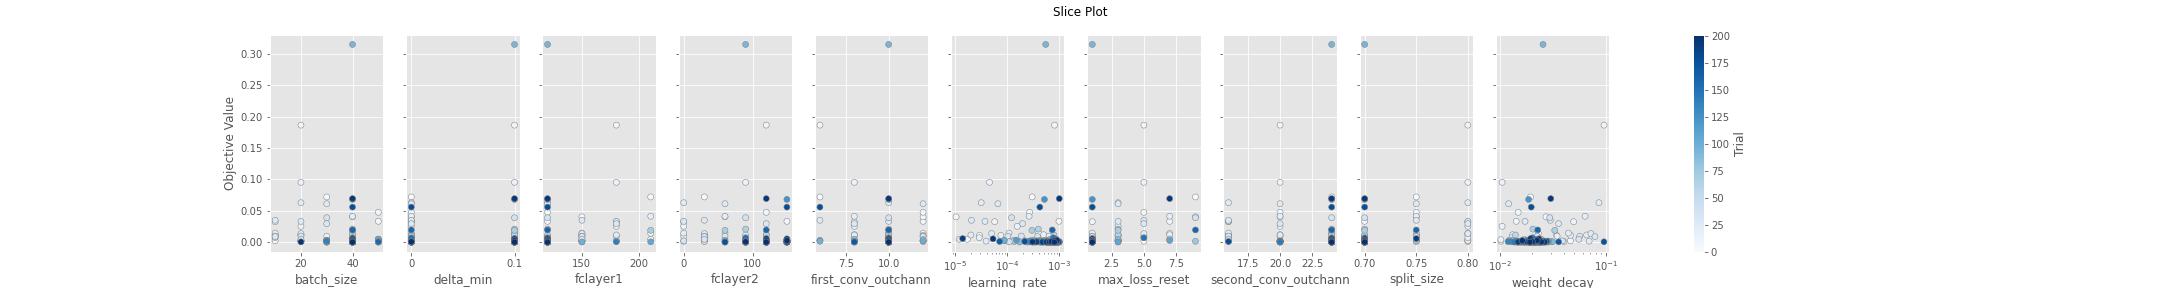 Slice Plot
Objective Value
0.30
0.25
0.20
0.15
0.10
0.05
0.00
20 40
batch_size
0 0.1
delta_min
150 200
fclayer1
0 100
fclayer2
7.5 10.0
first_conv_outchann
10⁻⁵ 10⁻⁴ 10⁻³
learning_rate
2.5 5.0 7.5
max_loss_reset
17.5 20.0 22.5
second_conv_outchann
0.70 0.75 0.80
split_size
10⁻² 10⁻¹
weight_decay
200
175
150
125
100
75
50
25
0
Trial